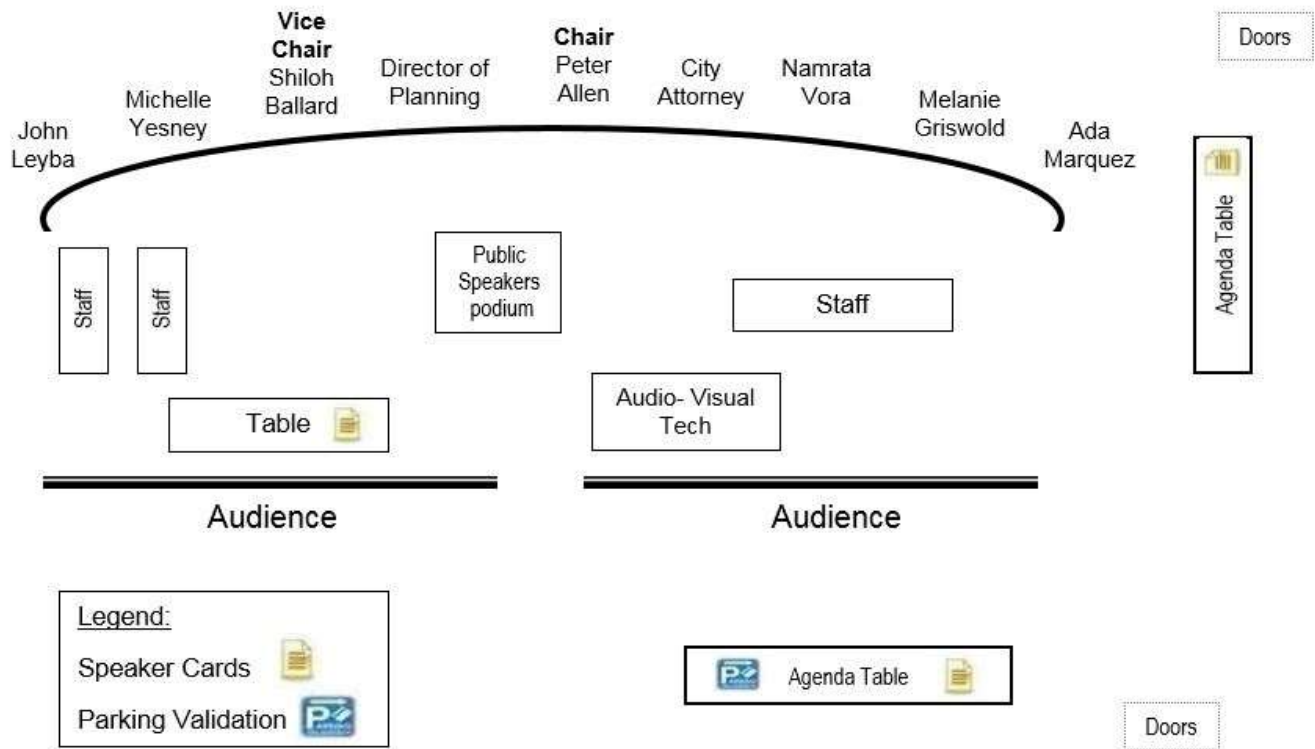 Vice
Chair
Shiloh
Ballard
Chair
Peter
Allen
Director of
Planning
City
Attorney
Namrata
Vora
Michelle
Yesney
Melanie
Griswold
John
Leyba
Ada
Marquez
Doors
Agenda Table
Staff
Staff
Public
Speakers
podium
Staff
Table
Audio- Visual
Tech
Audience
Audience
Legend:
Speaker Cards
Parking Validation
P
P
Agenda Table
Doors